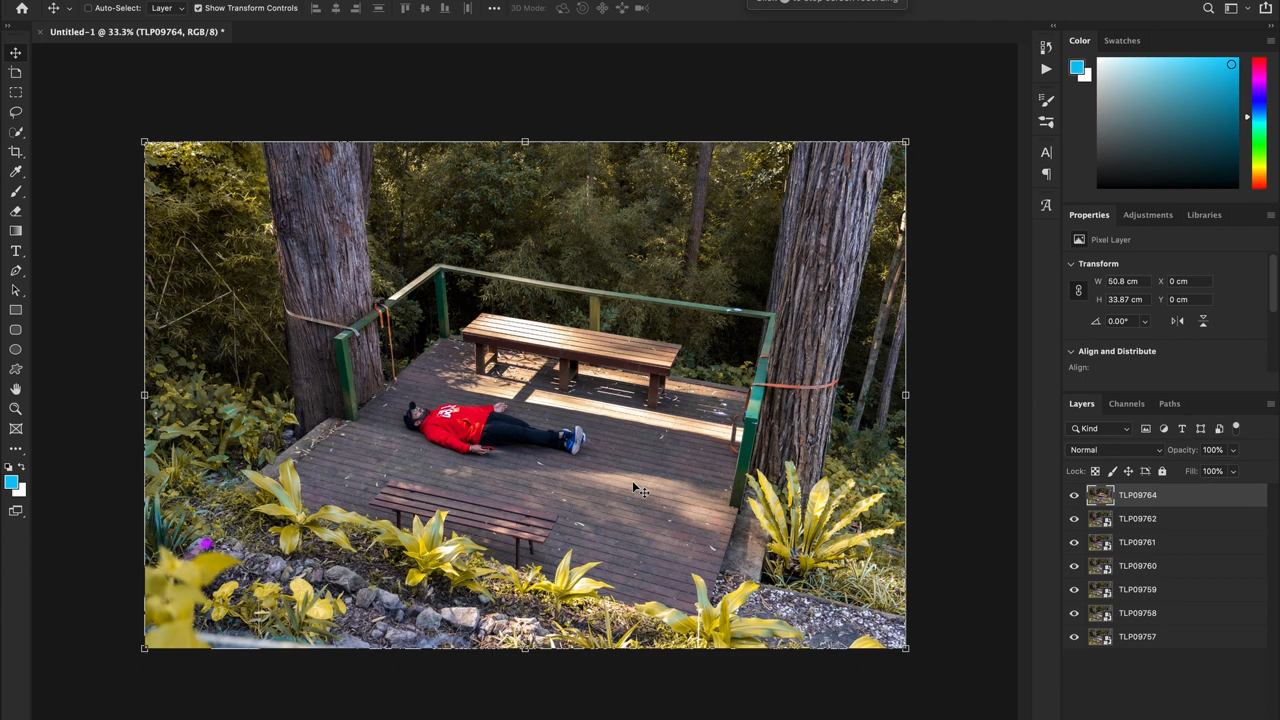 Auto-Select: Layer Show Transform Controls 3D Mode:
Untitled-1 @ 33.3% (TLP09764, RGB/8) *
Color Swatches
Properties Adjustments Libraries
Pixel Layer
Transform
W 50.8 cm X 0 cm
H 33.87 cm Y 0 cm
0.00°
Align and Distribute
Align:
Layers Channels Paths
Kind
Normal Opacity: 100%
Lock: Fill: 100%
TLP09764
TLP09762
TLP09761
TLP09760
TLP09759
TLP09758
TLP09757